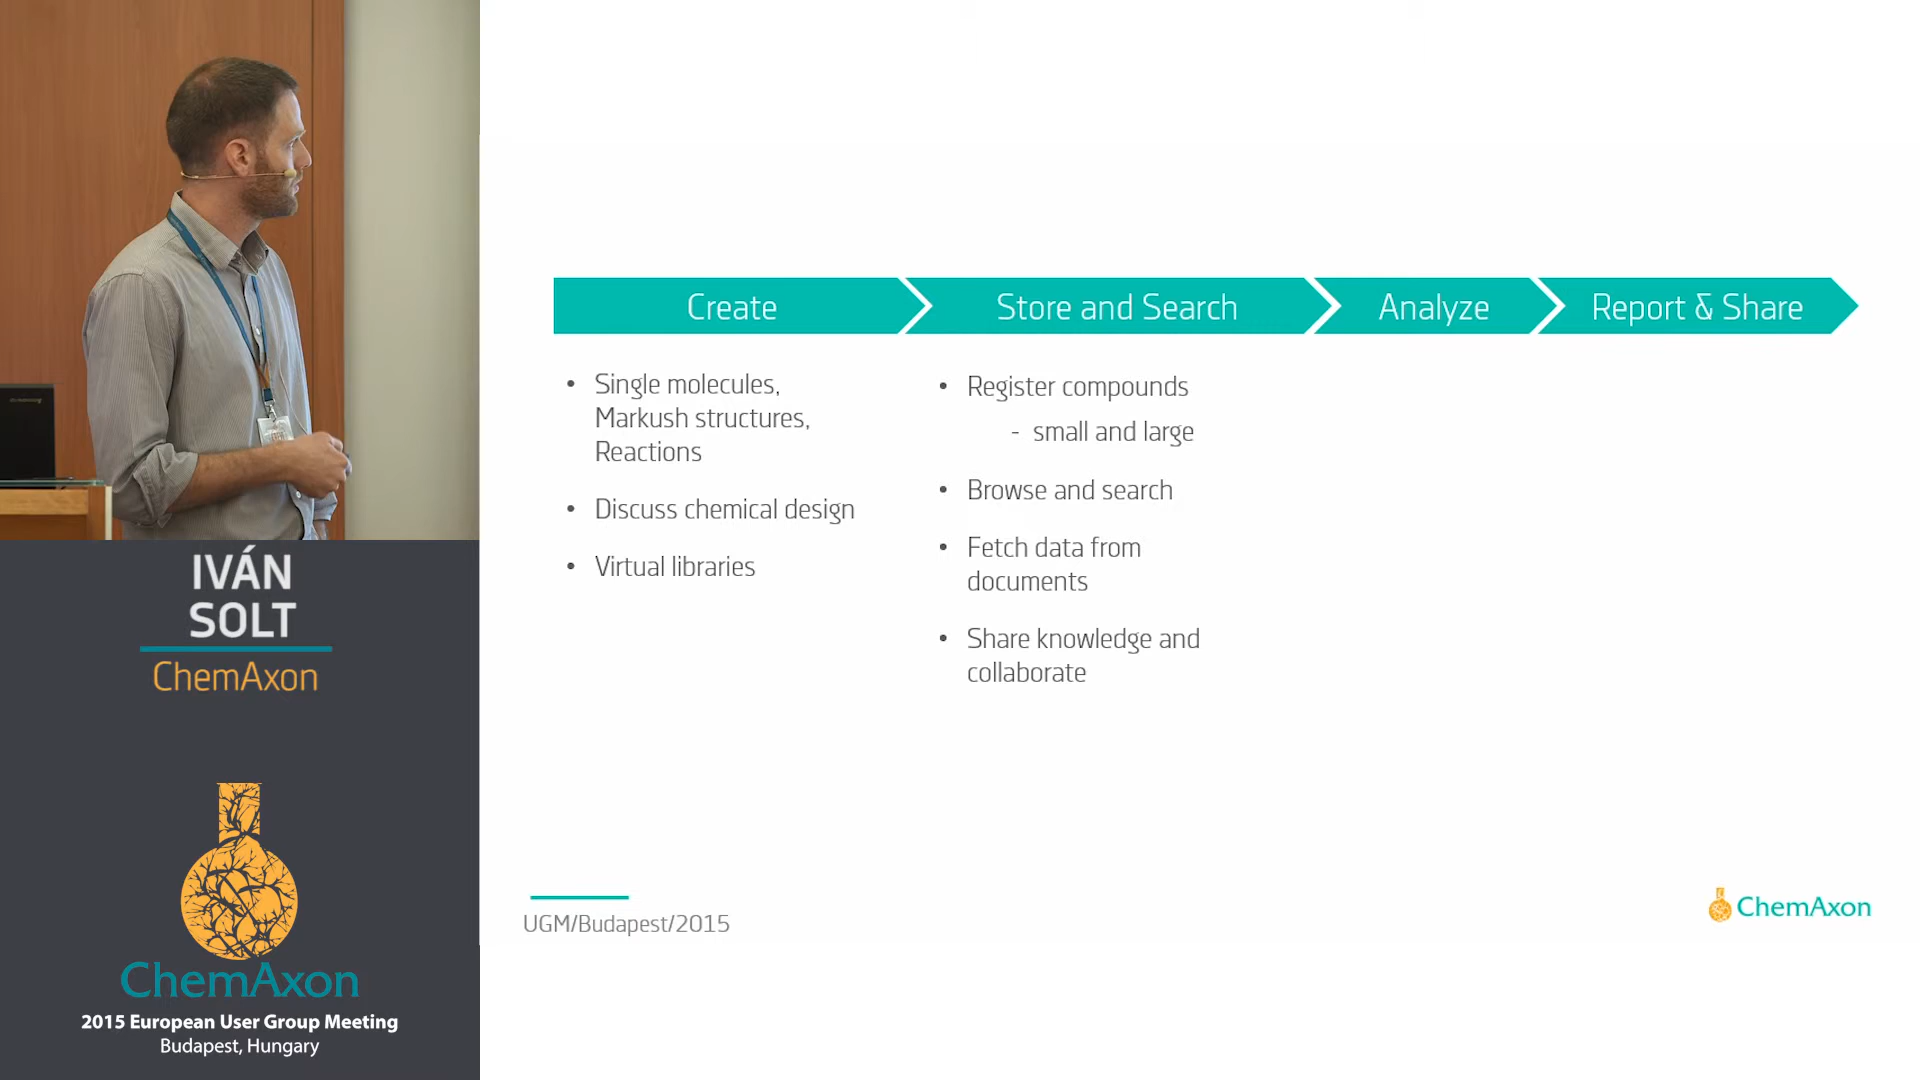 Create
Store and Search
Analyze
Report & Share
• Single molecules,
Markush structures,
Reactions
• Discuss chemical design
• Virtual libraries
• Register compounds
- small and large
• Browse and search
• Fetch data from
documents
• Share knowledge and
collaborate
UGM/Budapest/2015
ChemAxon
IVÁN
SOLT
ChemAxon
ChemAxon
2015 European User Group Meeting
Budapest, Hungary